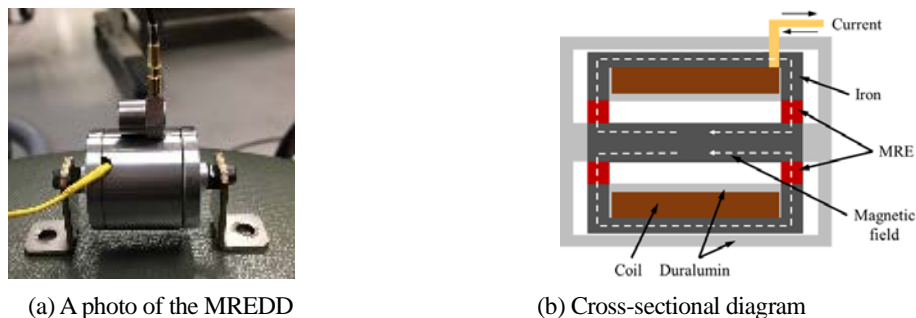 Current
Iron
MRE
Magnetic
field
Coil
Duralumin
(a) A photo of the MREDD
(b) Cross-sectional diagram